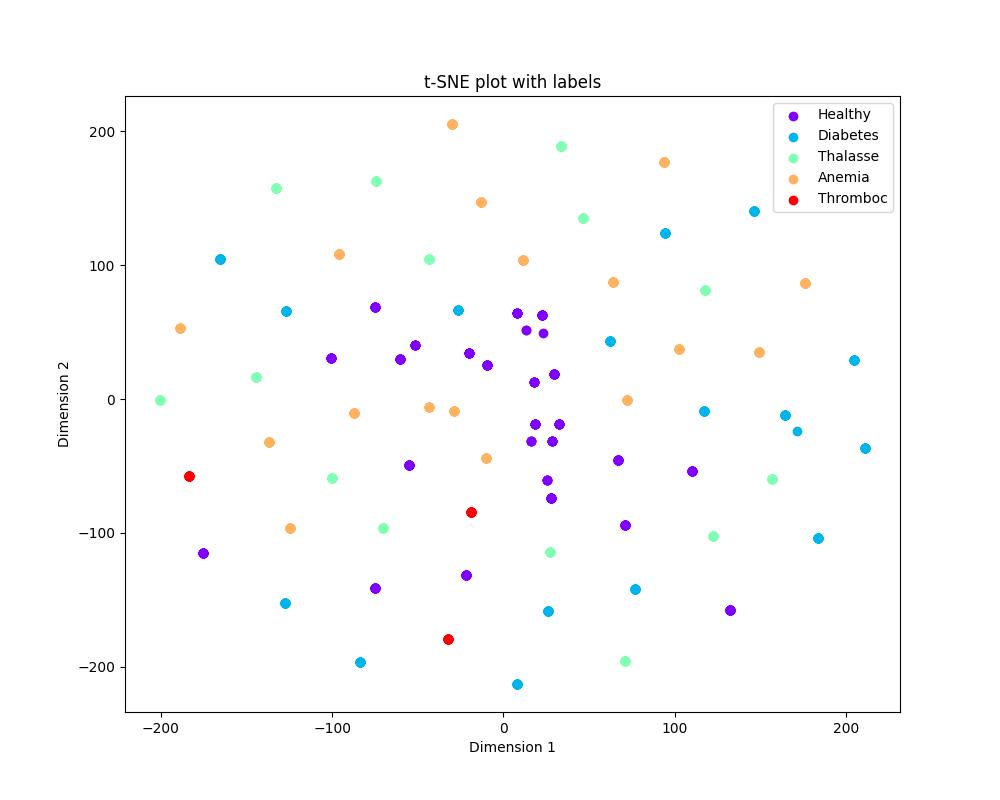 t-SNE plot with labels
Healthy
Diabetes
Thalasse
Anemia
Thromboc
200
100
0
−100
−200
Dimension 2
−200 −100 0 100 200
Dimension 1